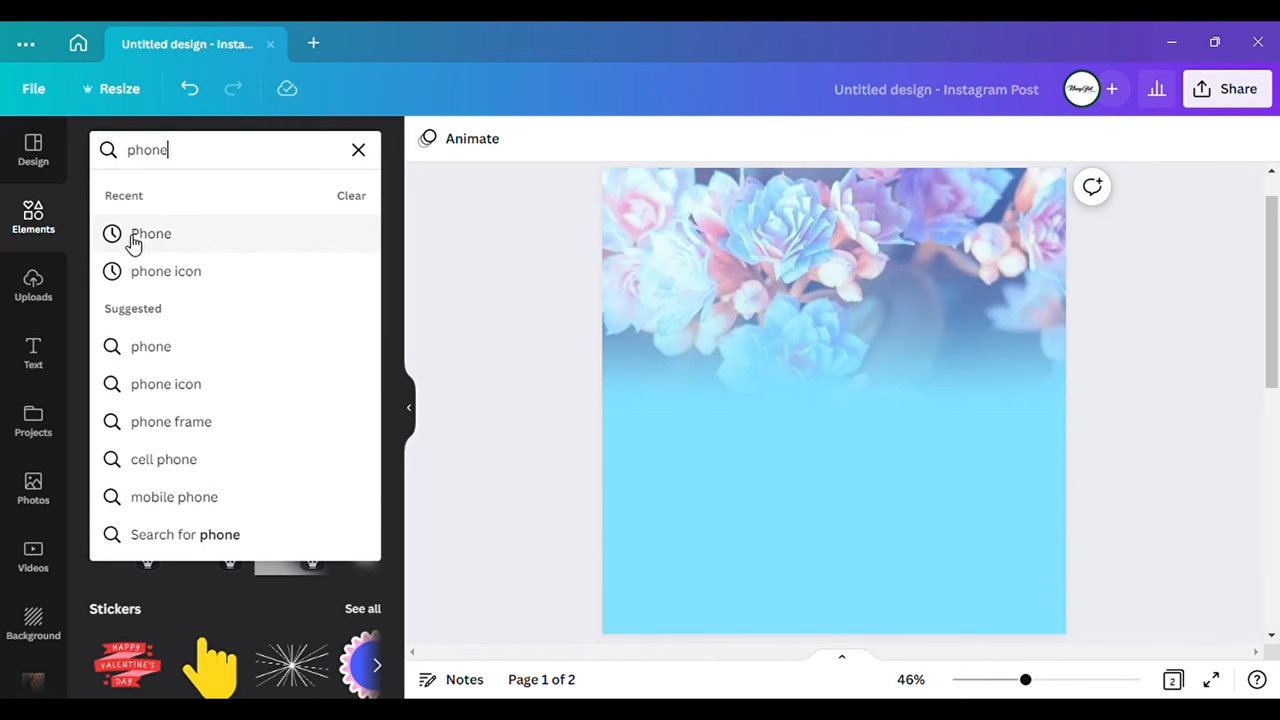 Untitled design - Insta...
File
Resize
Untitled design - Instagram Post
Share
Design
Elements
Uploads
Text
Projects
Photos
Videos
Background
phone
Recent
Clear
Phone
phone icon
Suggested
phone
phone icon
phone frame
cell phone
mobile phone
Search for phone
Stickers
See all
HAPPY
VALENTINE'S
DAY
Animate
Notes
Page 1 of 2
46%
2